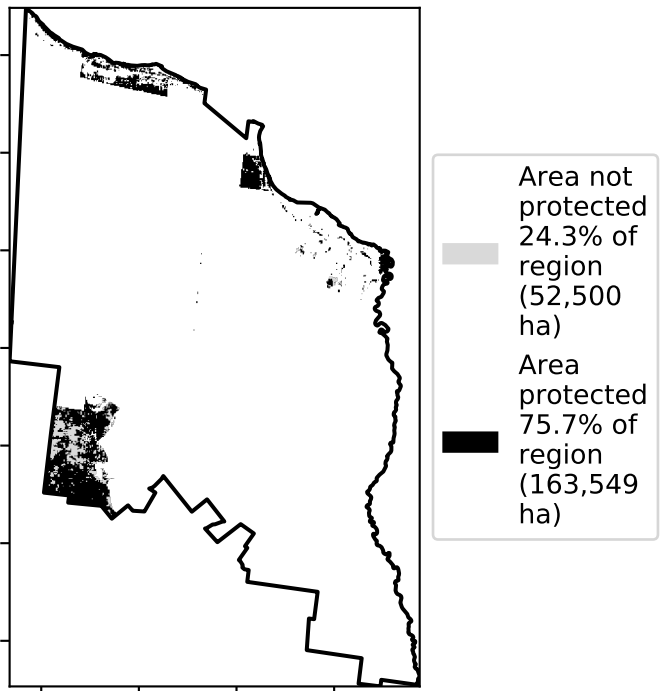 Area not
protected
24.3% of
region
(52,500
ha)
Area
protected
75.7% of
region
(163,549
ha)